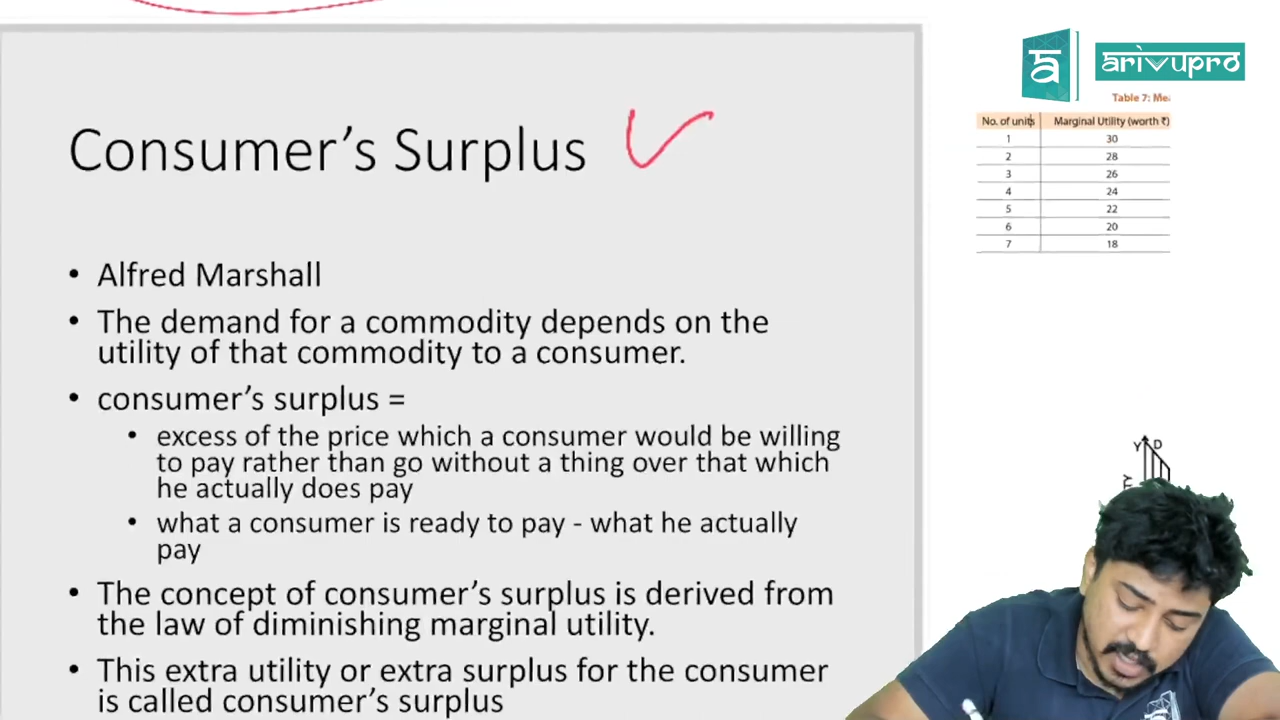 Consumer's Surplus
• Alfred Marshall
• The demand for a commodity depends on the
utility of that commodity to a consumer.
• consumer's surplus =
• excess of the price which a consumer would be willing
to pay rather than go without a thing over that which
he actually does pay
• what a consumer is ready to pay - what he actually
pay
• The concept of consumer's surplus is derived from
the law of diminishing marginal utility.
• This extra utility or extra surplus for the consumer
is called consumer's surplus
arivupro
Table 7:
No. of units Marginal Utility (worth ₹)
1 30
2 28
3 26
4 24
5 22
6 20
7 18
Y D